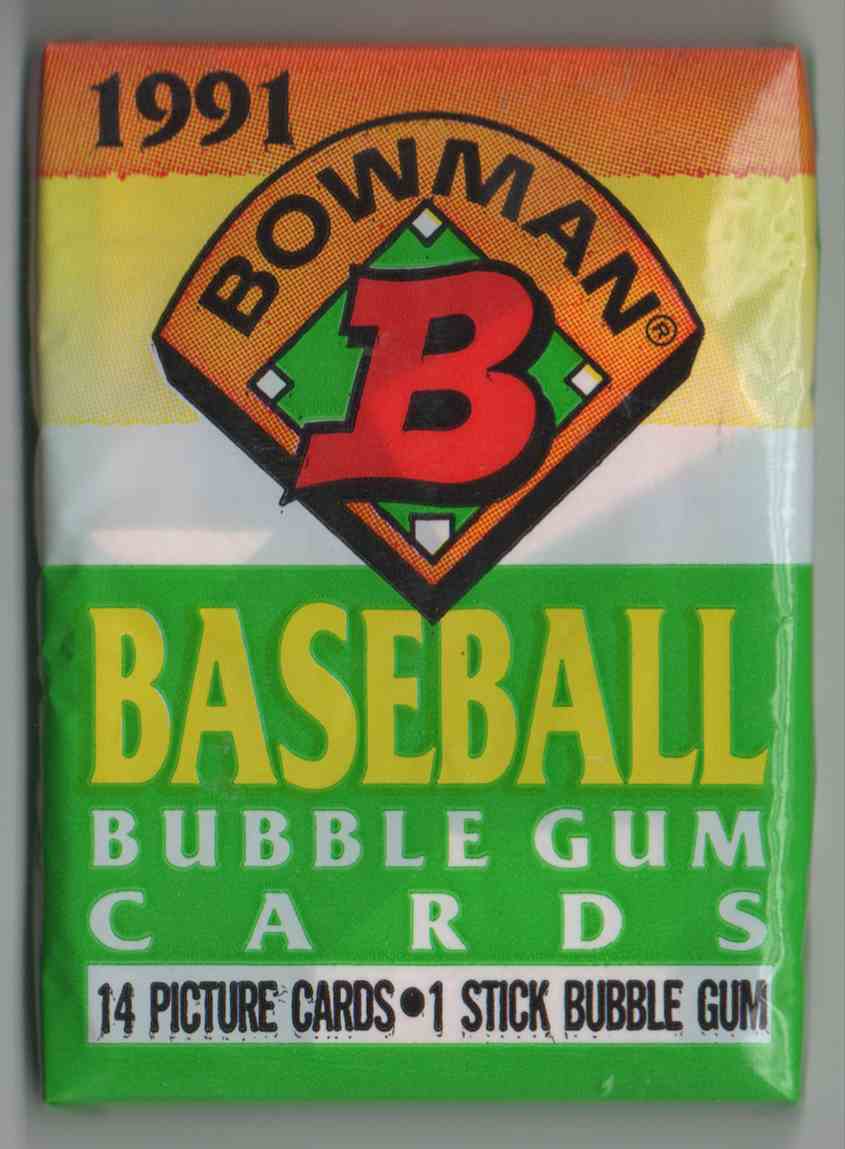 1991
BOWMAN®
B
BASEBALL
BUBBLE GUM
CARDS
14 PICTURE CARDS•1 STICK BUBBLE GUM